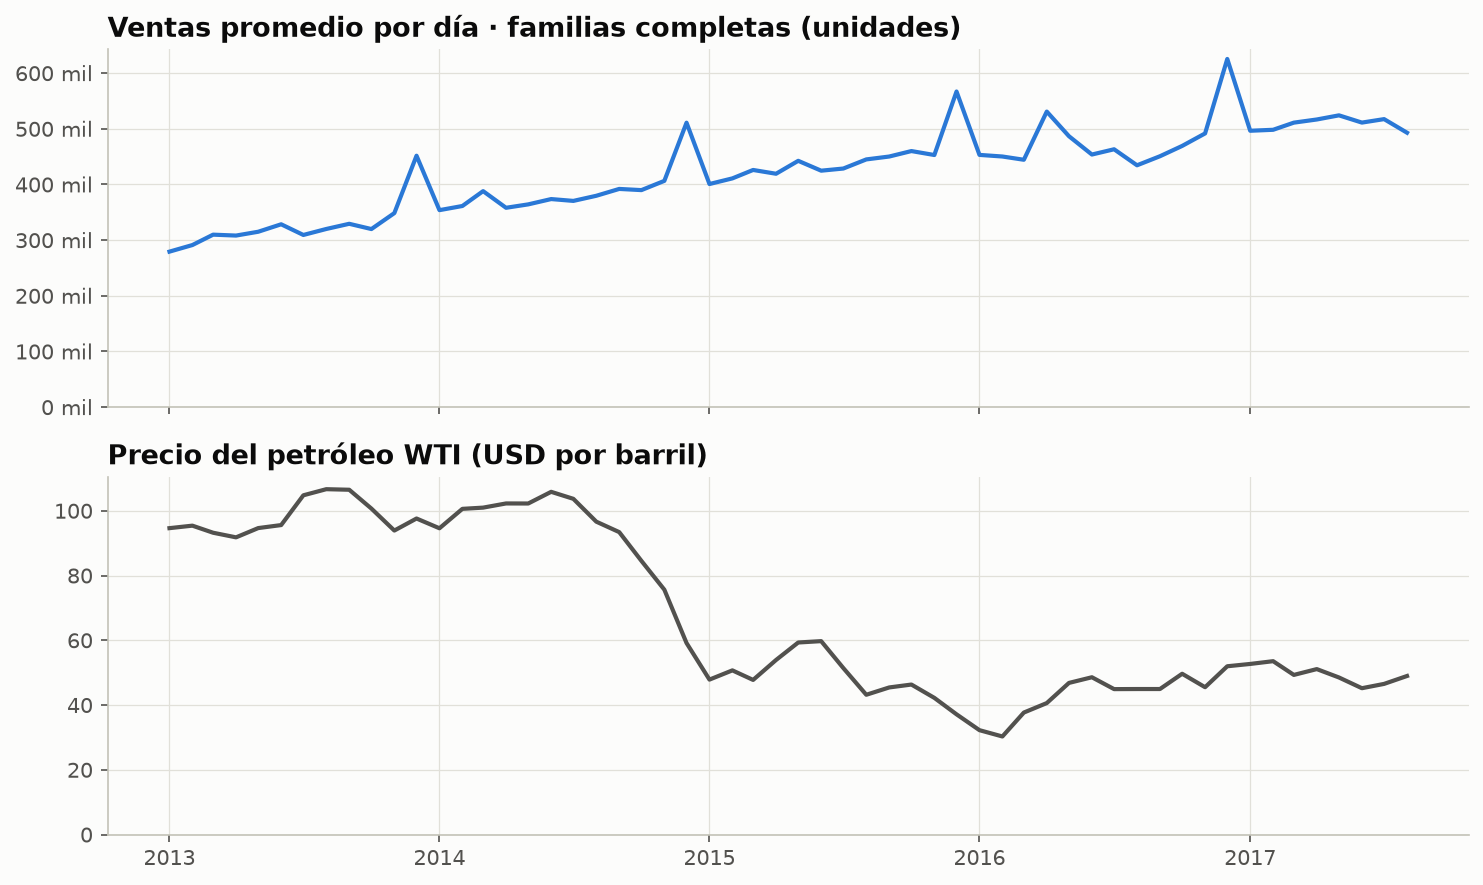 Ventas promedio por día · familias completas (unidades)
600 mil
500 mil
400 mil
300 mil
200 mil
100 mil
0 mil
Precio del petróleo WTI (USD por barril)
100
80
60
40
20
0
2013 2014 2015 2016 2017